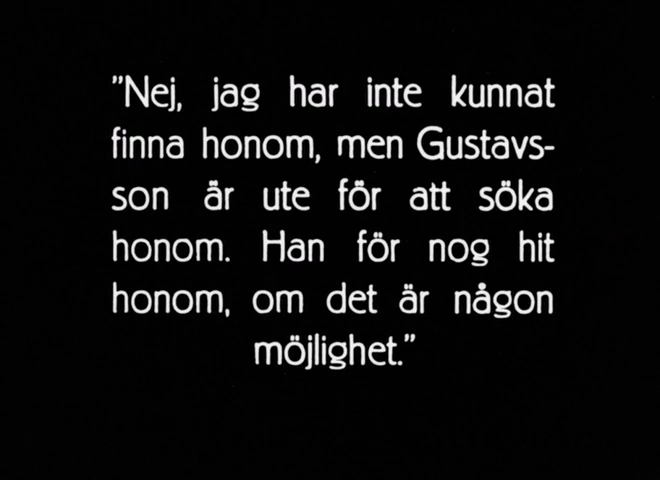 ”Nej, jag har inte kunnat
finna honom, men Gustavs-
son är ute för att söka
honom. Han för nog hit
honom, om det är någon
möjlighet.”